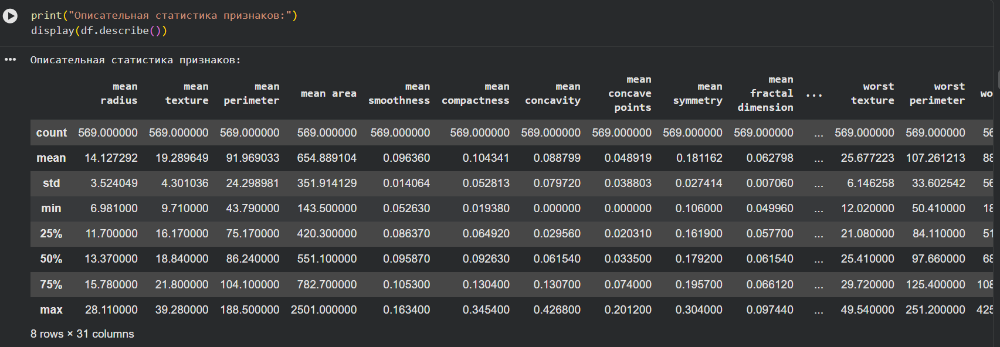 print("Описательная статистика признаков:")
display(df.describe())
Описательная статистика признаков:
mean radius mean texture mean perimeter mean area mean smoothness mean compactness mean concavity mean concave points mean symmetry mean fractal dimension ... worst texture worst perimeter wo
count 569.000000 569.000000 569.000000 569.000000 569.000000 569.000000 569.000000 569.000000 569.000000 569.000000 ... 569.000000 569.000000 56
mean 14.127292 19.289649 91.969033 654.889104 0.096360 0.104341 0.088799 0.048919 0.181162 0.062798 ... 25.677223 107.261213 88
std 3.524049 4.301036 24.298981 351.914129 0.014064 0.052813 0.079720 0.038803 0.027414 0.007060 ... 6.146258 33.602542 56
min 6.981000 9.710000 43.790000 143.500000 0.052630 0.019380 0.000000 0.000000 0.106000 0.049960 ... 12.020000 50.410000 18
25% 11.700000 16.170000 75.170000 420.300000 0.086370 0.064920 0.029560 0.020310 0.161900 0.057700 ... 21.080000 84.110000 51
50% 13.370000 18.840000 86.240000 551.100000 0.095870 0.092630 0.061540 0.033500 0.179200 0.061540 ... 25.410000 97.660000 68
75% 15.780000 21.800000 104.100000 782.700000 0.105300 0.130400 0.130700 0.074000 0.195700 0.066120 ... 29.720000 125.400000 108
max 28.110000 39.280000 188.500000 2501.000000 0.163400 0.345400 0.426800 0.201200 0.304000 0.097440 ... 49.540000 251.200000 425
8 rows × 31 columns